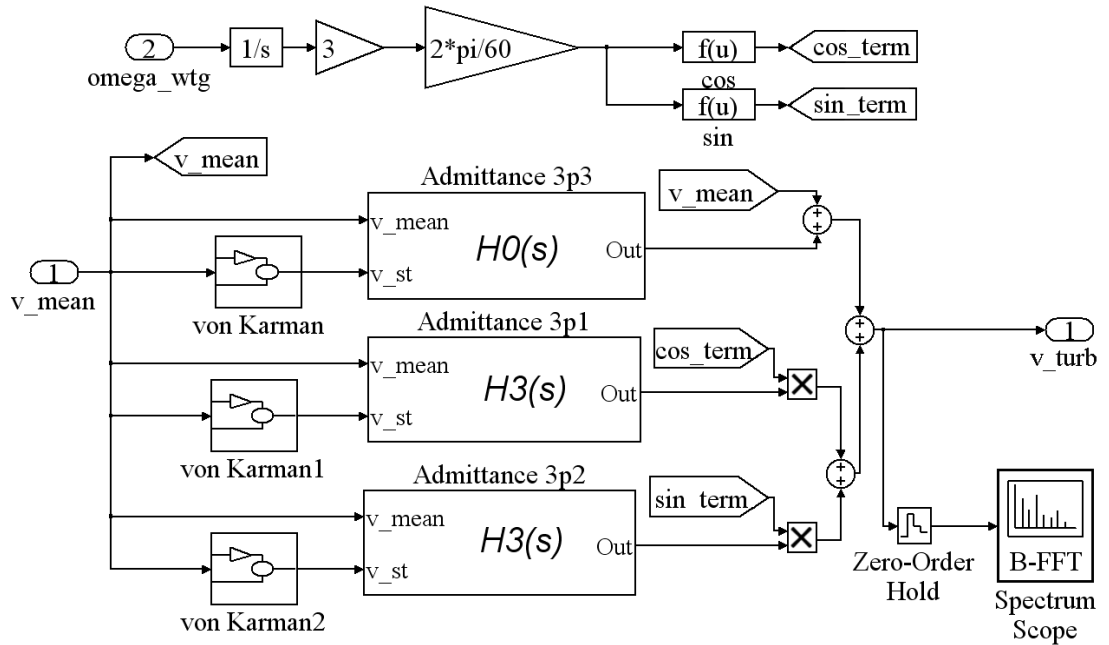 2
omega_wtg
1/s
3
2*pi/60
f(u)
cos
cos_term
f(u)
sin
sin_term
v_mean
Admittance 3p3
v_mean
v_mean
H0(s)
Out
v_st
1
v_mean
von Karman
Admittance 3p1
v_mean
cos_term
H3(s)
Out
v_st
von Karman1
1
v_turb
Admittance 3p2
v_mean
sin_term
H3(s)
Out
v_st
von Karman2
Zero-Order
Hold
B-FFT
Spectrum
Scope